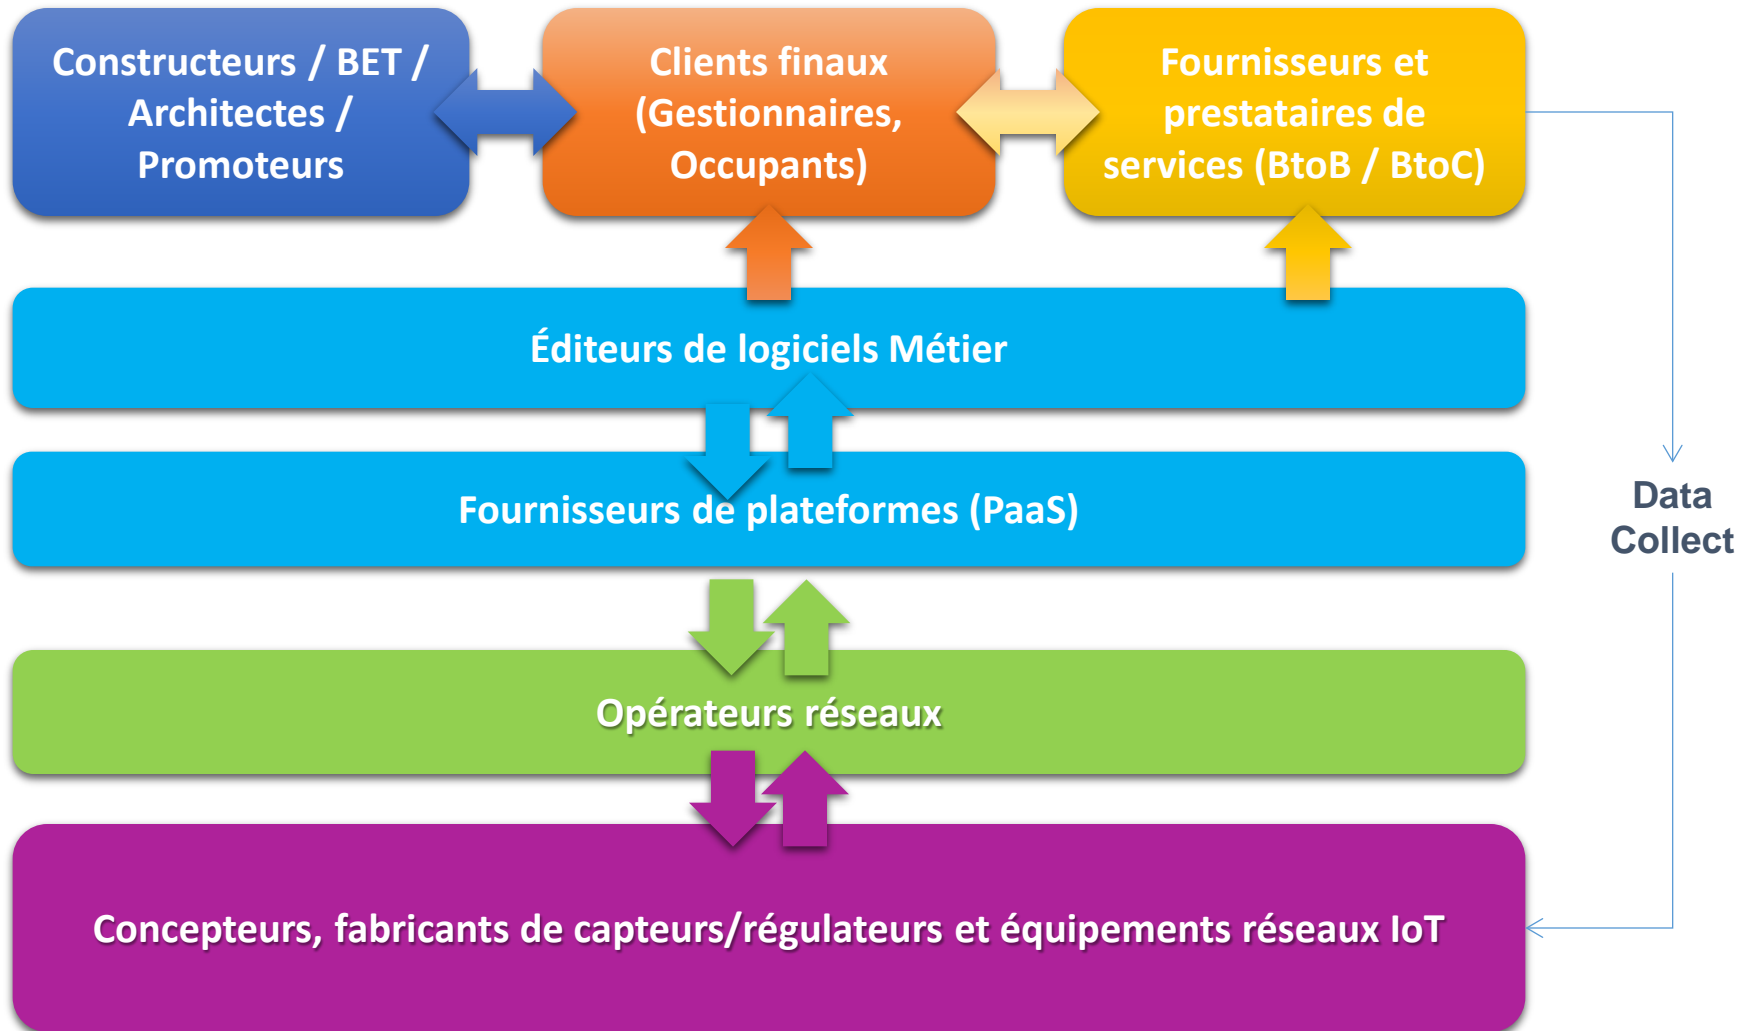 Constructeurs / BET /
Architectes /
Promoteurs
Clients finaux
(Gestionnaires,
Occupants)
Fournisseurs et
prestataires de
services (BtoB / BtoC)
Éditeurs de logiciels Métier
Fournisseurs de plateformes (PaaS)
Data
Collect
Opérateurs réseaux
Concepteurs, fabricants de capteurs/régulateurs et équipements réseaux IoT